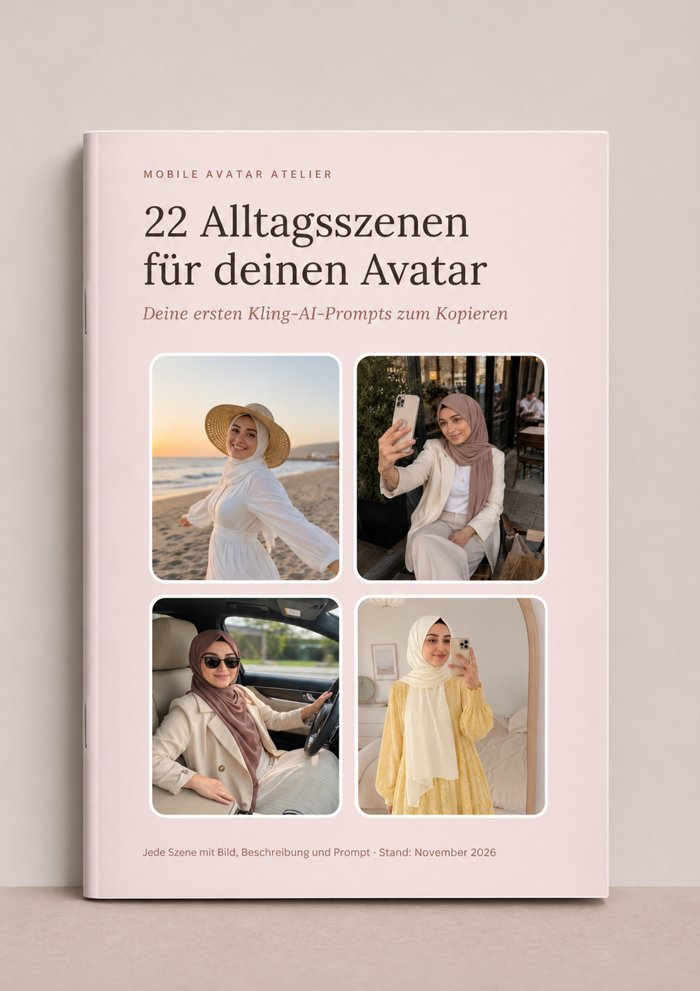 MOBILE AVATAR ATELIER
22 Alltagsszenen
für deinen Avatar
Deine ersten Kling-AI-Prompts zum Kopieren
Jede Szene mit Bild, Beschreibung und Prompt · Stand: November 2026